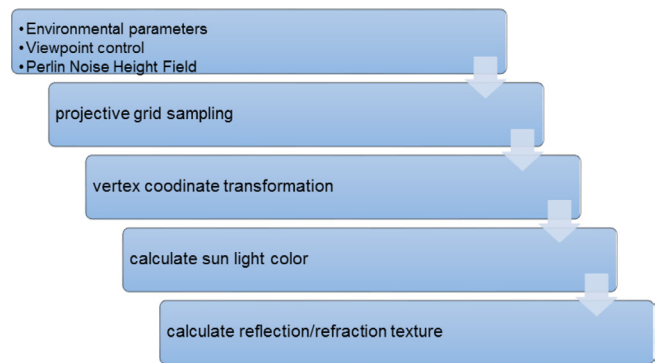 •Environmental parameters
•Viewpoint control
•Perlin Noise Height Field
projective grid sampling
vertex coodinate transformation
calculate sun light color
calculate reflection/refraction texture